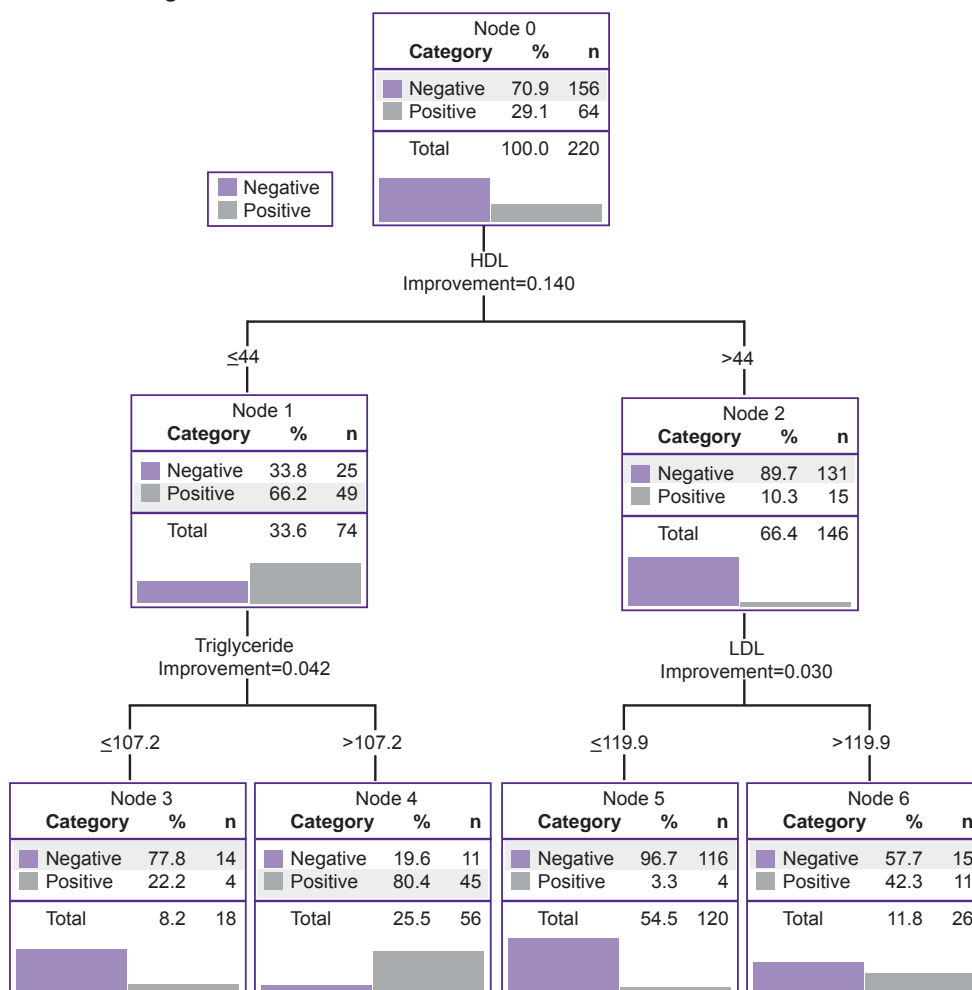 Node 0
Category % n
Negative 70.9 156
Positive 29.1 64
Total 100.0 220
Negative
Positive
HDL
Improvement=0.140
≤44
>44
Node 1
Category % n
Negative 33.8 25
Positive 66.2 49
Total 33.6 74
Node 2
Category % n
Negative 89.7 131
Positive 10.3 15
Total 66.4 146
Triglyceride
Improvement=0.042
LDL
Improvement=0.030
≤107.2
>107.2
≤119.9
>119.9
Node 3
Category % n
Negative 77.8 14
Positive 22.2 4
Total 8.2 18
Node 4
Category % n
Negative 19.6 11
Positive 80.4 45
Total 25.5 56
Node 5
Category % n
Negative 96.7 116
Positive 3.3 4
Total 54.5 120
Node 6
Category % n
Negative 57.7 15
Positive 42.3 11
Total 11.8 26